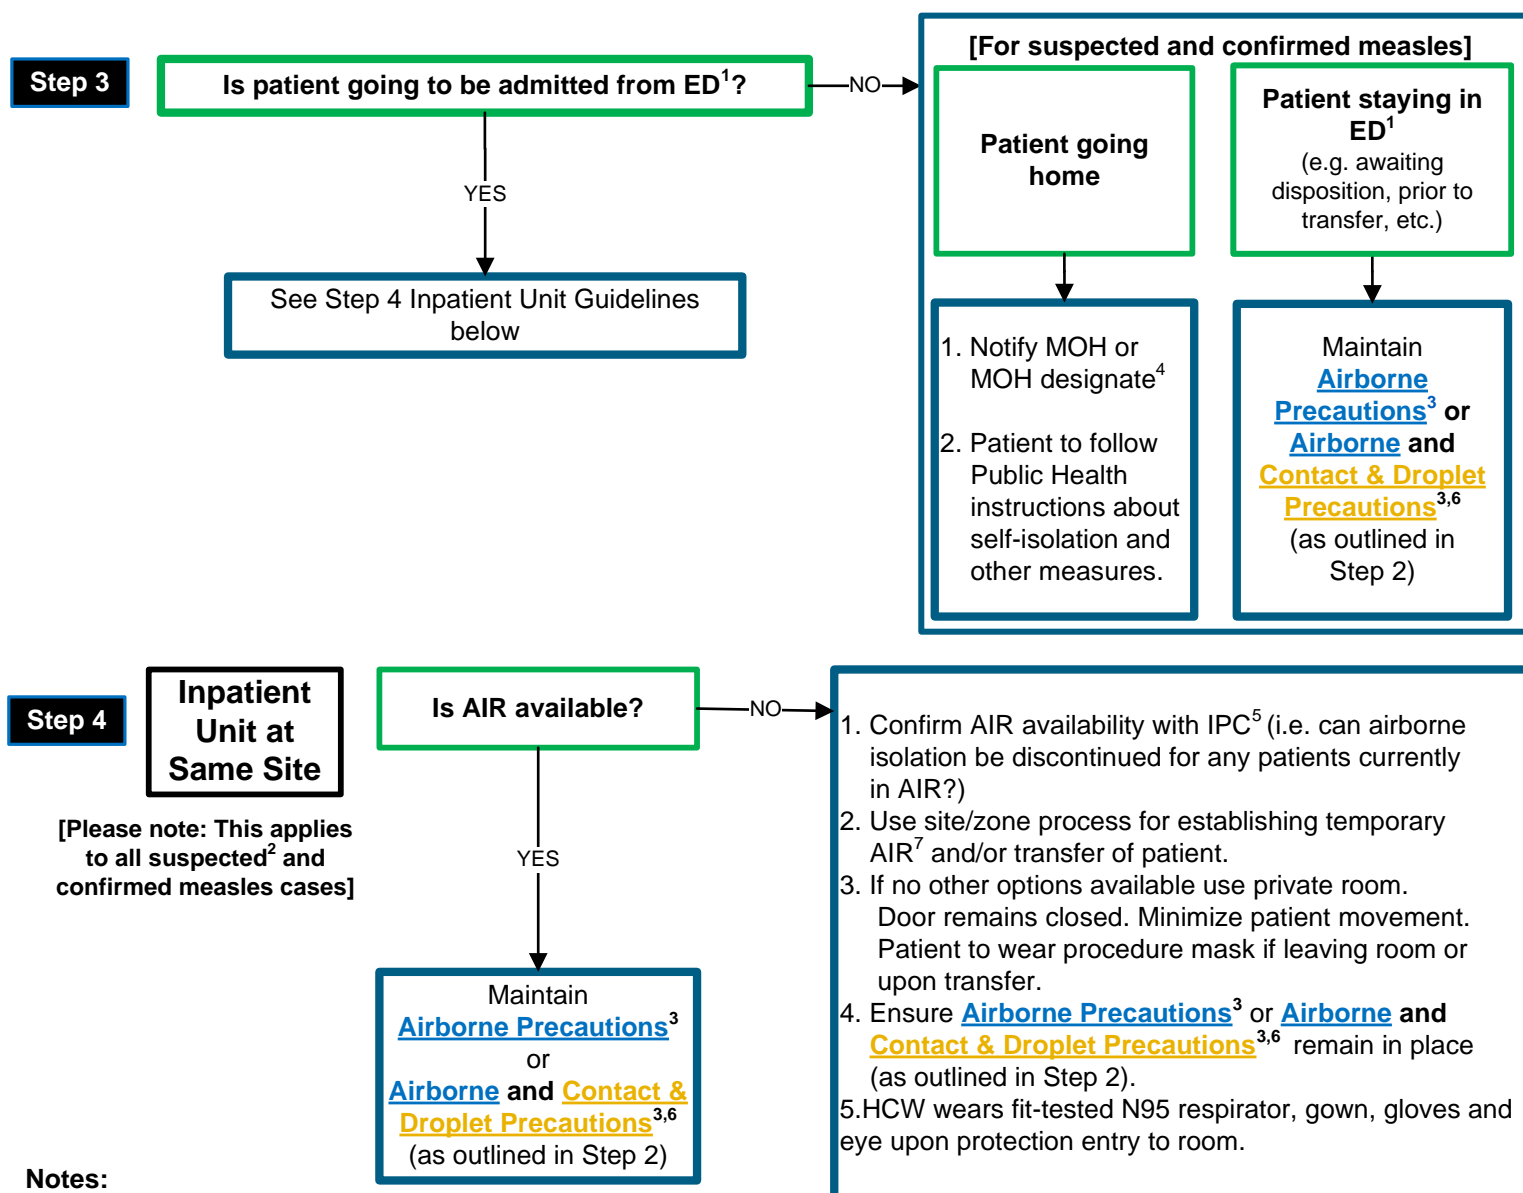 Step 3
Is patient going to be admitted from ED¹?
NO
YES
See Step 4 Inpatient Unit Guidelines
below
[For suspected and confirmed measles]
Patient going
home
Patient staying in
ED¹
(e.g. awaiting
disposition, prior to
transfer, etc.)
1. Notify MOH or
MOH designate⁴
2. Patient to follow
Public Health
instructions about
self-isolation and
other measures.
Maintain
Airborne
Precautions³ or
Airborne and
Contact & Droplet
Precautions³,⁶
(as outlined in
Step 2)
Step 4
Inpatient
Unit at
Same Site
[Please note: This applies
to all suspected² and
confirmed measles cases]
Is AIR available?
NO
YES
Maintain
Airborne Precautions³
or
Airborne and Contact &
Droplet Precautions³,⁶
(as outlined in Step 2)
1. Confirm AIR availability with IPC⁵ (i.e. can airborne
isolation be discontinued for any patients currently
in AIR?)
2. Use site/zone process for establishing temporary
AIR⁷ and/or transfer of patient.
3. If no other options available use private room.
Door remains closed. Minimize patient movement.
Patient to wear procedure mask if leaving room or
upon transfer.
4. Ensure Airborne Precautions³ or Airborne and
Contact & Droplet Precautions³,⁶ remain in place
(as outlined in Step 2).
5.HCW wears fit-tested N95 respirator, gown, gloves and
eye upon protection entry to room.
Notes: